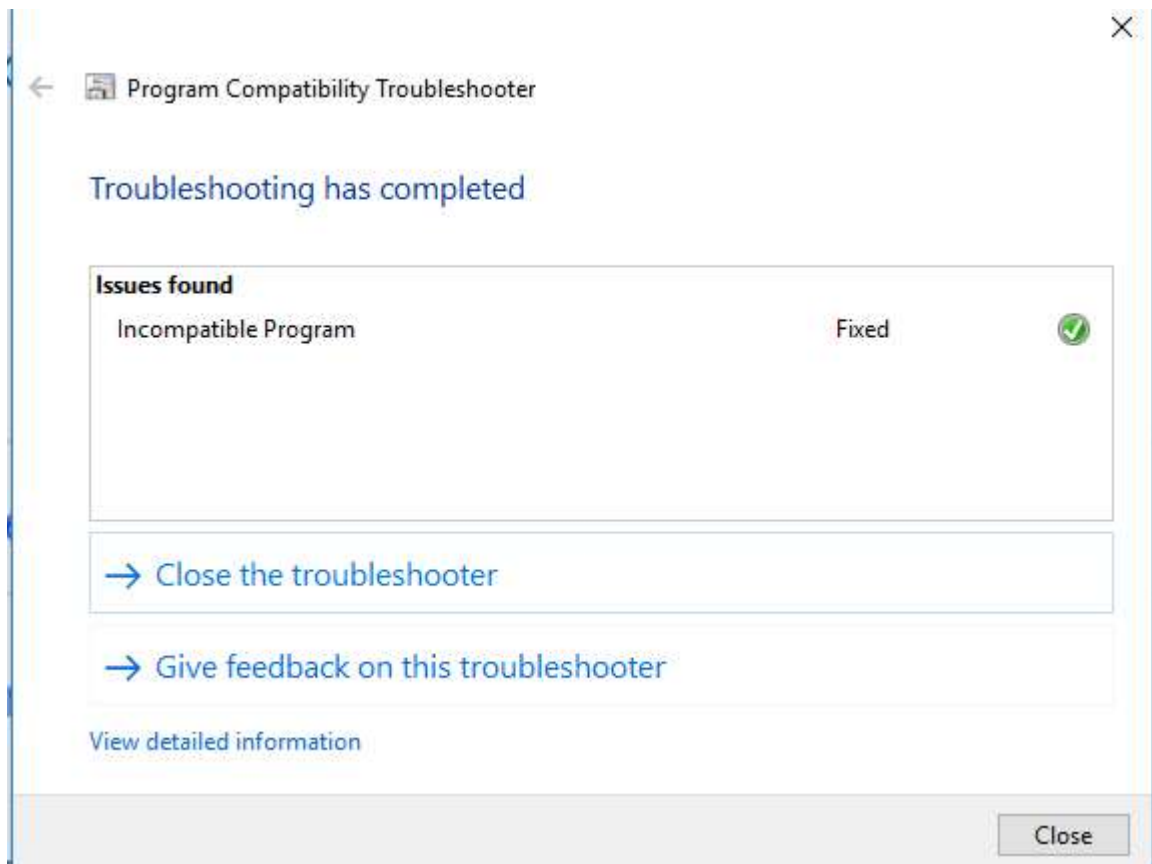 Program Compatibility Troubleshooter
Troubleshooting has completed
Issues found
Incompatible Program Fixed
Close the troubleshooter
Give feedback on this troubleshooter
View detailed information
Close